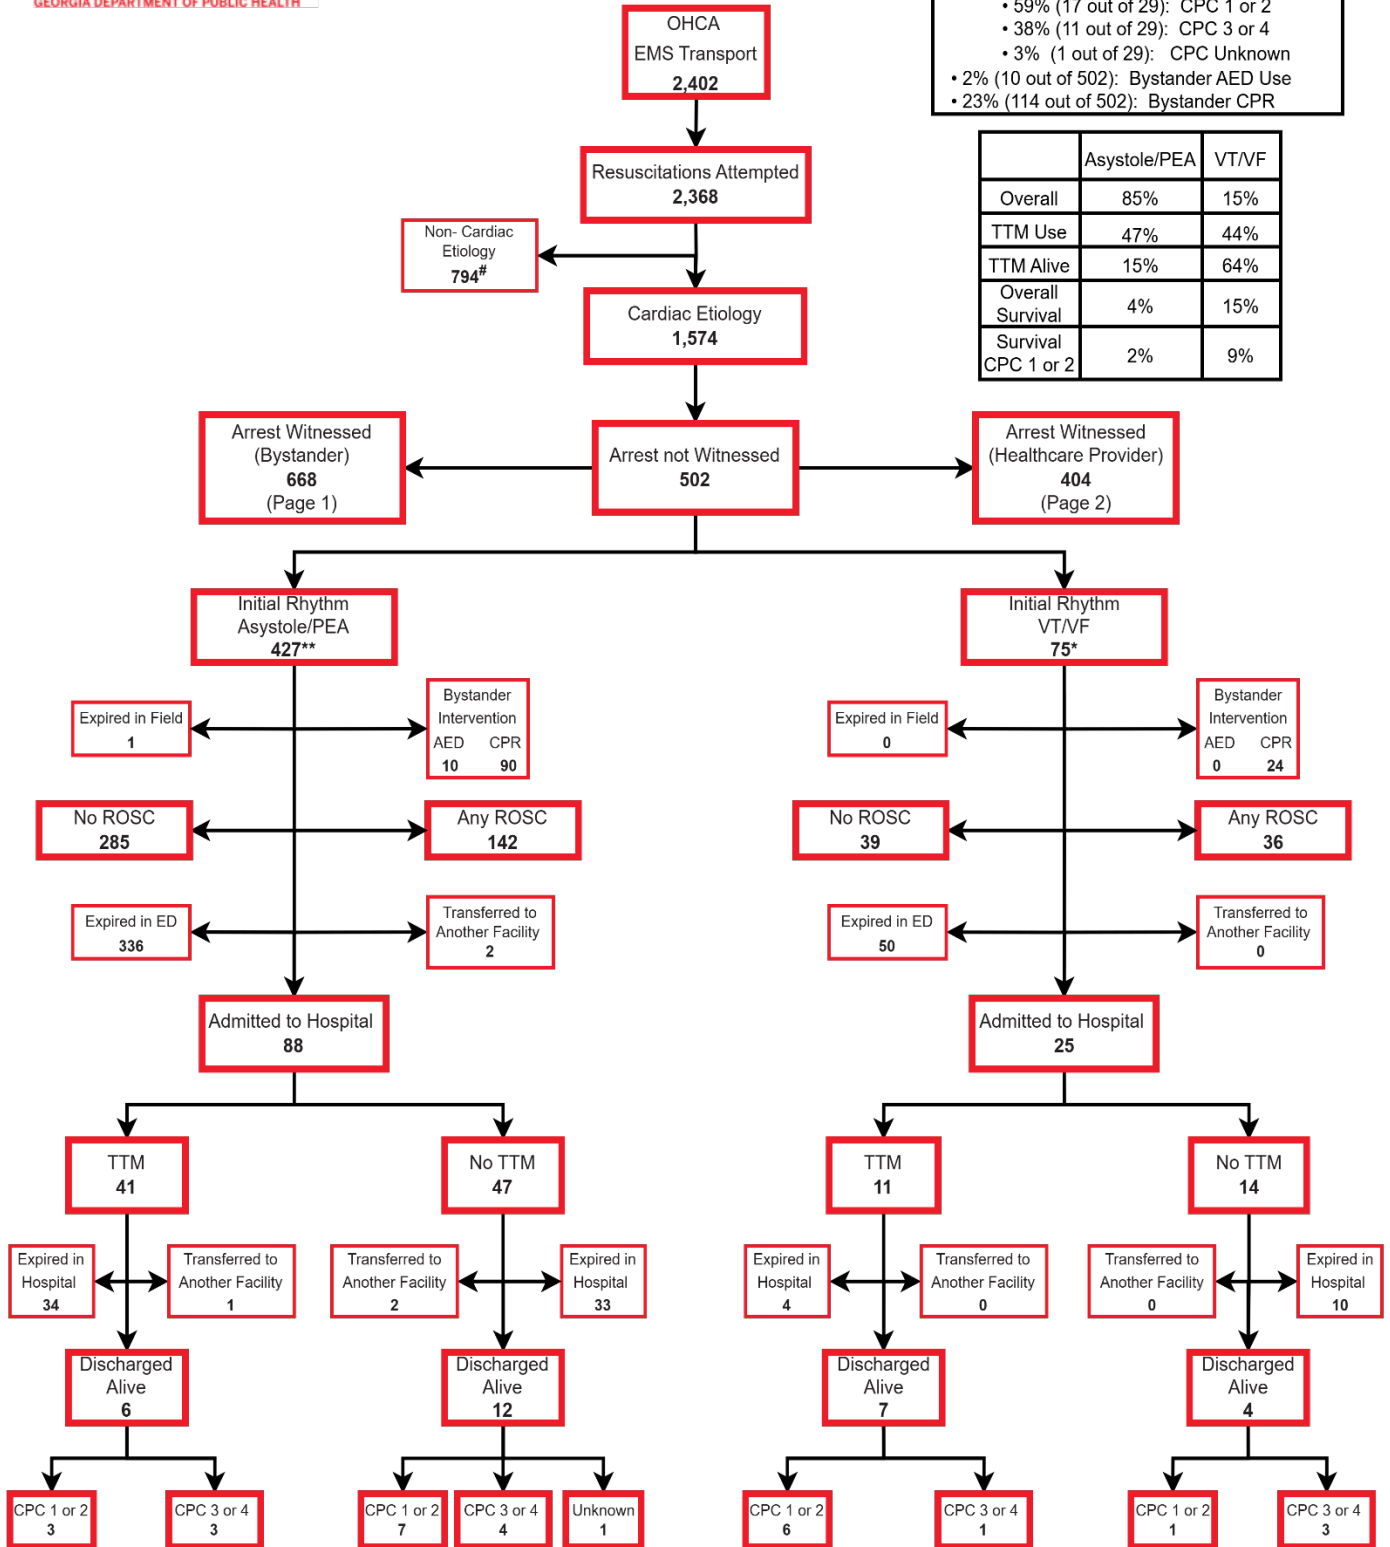 GEORGIA DEPARTMENT OF PUBLIC HEALTH
• 59% (17 out of 29): CPC 1 or 2
• 38% (11 out of 29): CPC 3 or 4
• 3% (1 out of 29): CPC Unknown
• 2% (10 out of 502): Bystander AED Use
• 23% (114 out of 502): Bystander CPR
OHCA
EMS Transport
2,402
Asystole/PEA VT/VF
Overall 85% 15%
TTM Use 47% 44%
TTM Alive 15% 64%
Overall
Survival 4% 15%
Survival
CPC 1 or 2 2% 9%
Resuscitations Attempted
2,368
Non- Cardiac
Etiology
794#
Cardiac Etiology
1,574
Arrest Witnessed
(Bystander)
668
(Page 1)
Arrest not Witnessed
502
Arrest Witnessed
(Healthcare Provider)
404
(Page 2)
Initial Rhythm
Asystole/PEA
427**
Initial Rhythm
VT/VF
75*
Expired in Field
1
Bystander
Intervention
AED CPR
10 90
Expired in Field
0
Bystander
Intervention
AED CPR
0 24
No ROSC
285
Any ROSC
142
No ROSC
39
Any ROSC
36
Expired in ED
336
Transferred to
Another Facility
2
Expired in ED
50
Transferred to
Another Facility
0
Admitted to Hospital
88
Admitted to Hospital
25
TTM
41
No TTM
47
TTM
11
No TTM
14
Expired in
Hospital
34
Transferred to
Another Facility
1
Transferred to
Another Facility
2
Expired in
Hospital
33
Expired in
Hospital
4
Transferred to
Another Facility
0
Transferred to
Another Facility
0
Expired in
Hospital
10
Discharged
Alive
6
Discharged
Alive
12
Discharged
Alive
7
Discharged
Alive
4
CPC 1 or 2
3
CPC 3 or 4
3
CPC 1 or 2
7
CPC 3 or 4
4
Unknown
1
CPC 1 or 2
6
CPC 3 or 4
1
CPC 1 or 2
1
CPC 3 or 4
3